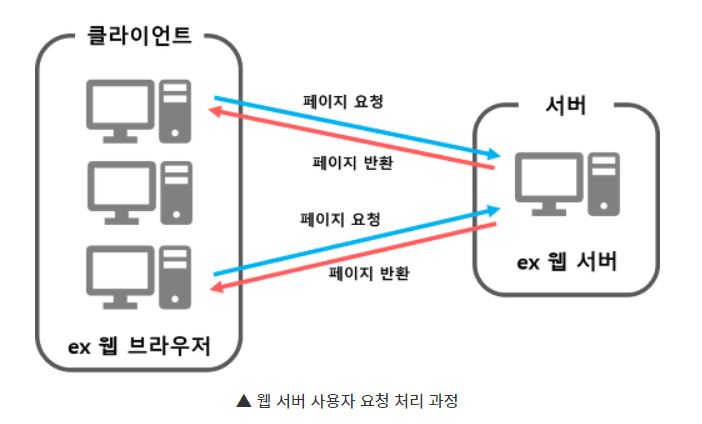 클라이언트
서버
페이지 요청
페이지 반환
페이지 요청
페이지 반환
ex 웹 서버
ex 웹 브라우저
▲ 웹 서버 사용자 요청 처리 과정